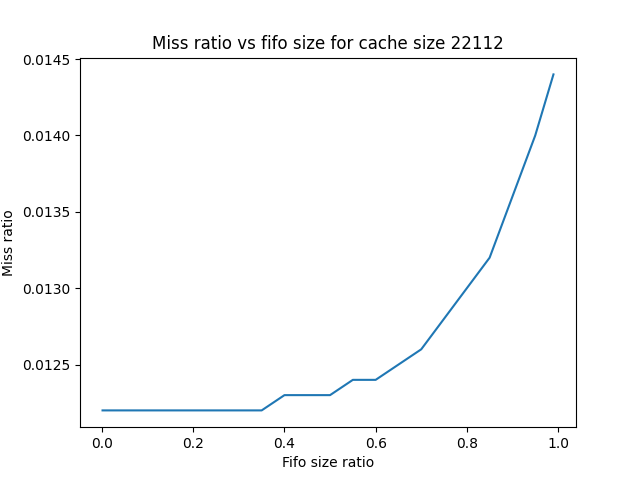 Miss ratio vs fifo size for cache size 22112
0.0145
0.0140
0.0135
0.0130
0.0125
Miss ratio
0.0 0.2 0.4 0.6 0.8 1.0
Fifo size ratio